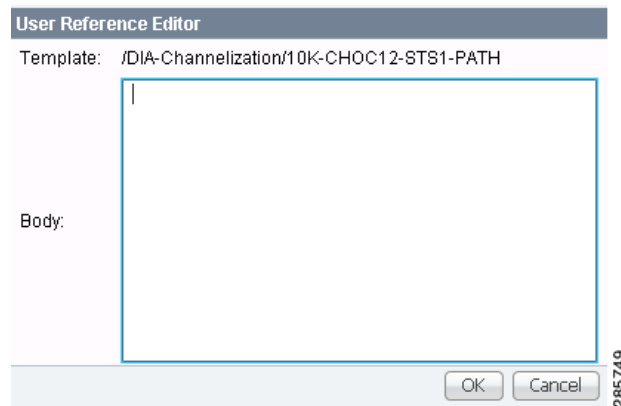 User Reference Editor
Template: /DIA-Channelization/10K-CHOC12-STS1-PATH
Body:
OK Cancel
285749